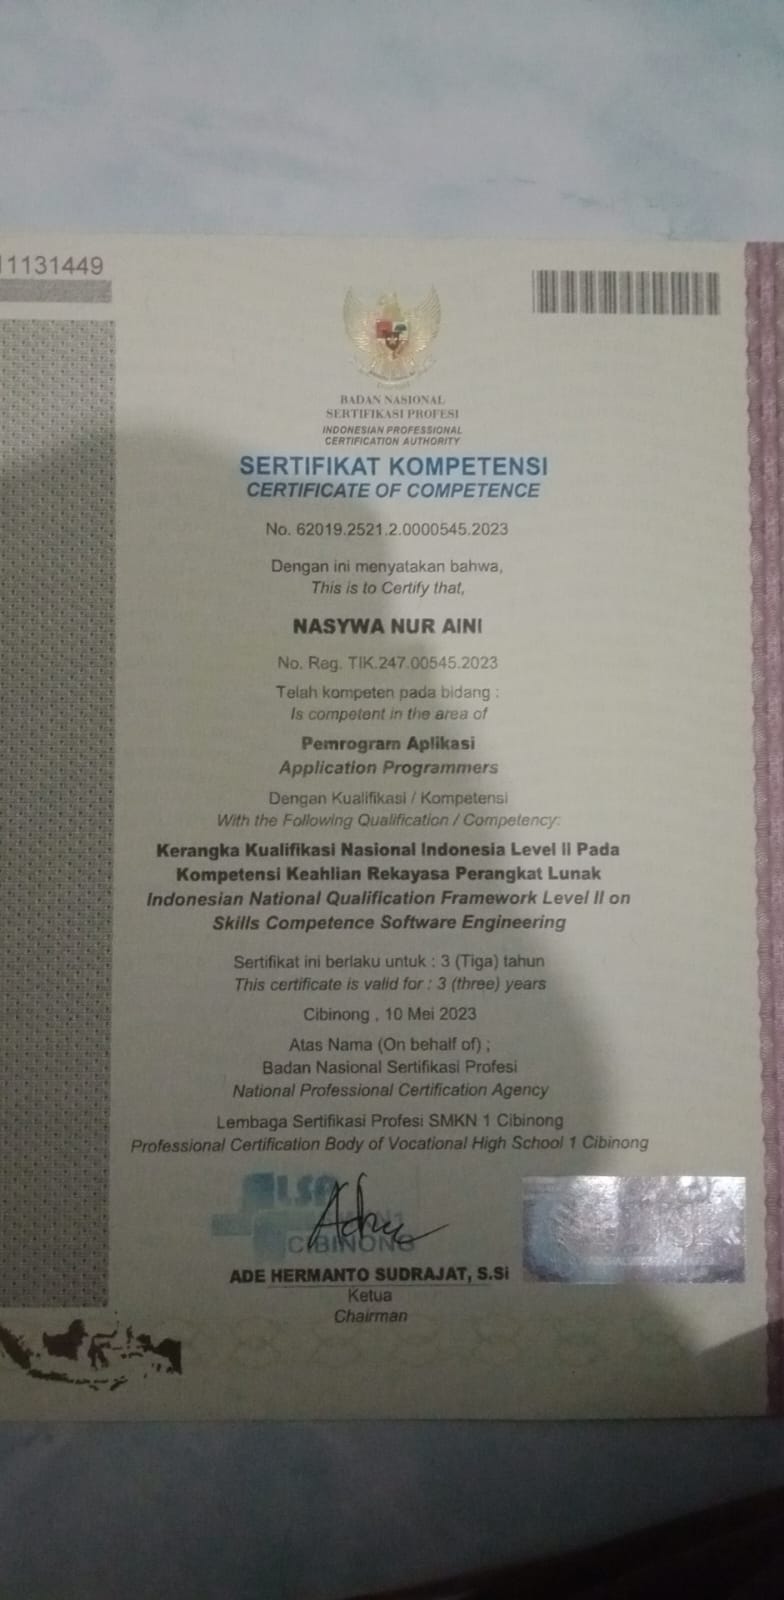 11131449
BADAN NASIONAL
SERTIFIKASI PROFESI
INDONESIAN PROFESSIONAL
CERTIFICATION AUTHORITY
SERTIFIKAT KOMPETENSI
CERTIFICATE OF COMPETENCE
No. 62019.2521.2.0000545.2023
Dengan ini menyatakan bahwa,
This is to Certify that,
NASYWA NUR AINI
No. Reg. TIK.247.00545.2023
Telah kompeten pada bidang :
Is competent in the area of
Pemrogram Aplikasi
Application Programmers
Dengan Kualifikasi / Kompetensi
With the Following Qualification / Competency:
Kerangka Kualifikasi Nasional Indonesia Level II Pada
Kompetensi Keahlian Rekayasa Perangkat Lunak
Indonesian National Qualification Framework Level II on
Skills Competence Software Engineering
Sertifikat ini berlaku untuk : 3 (Tiga) tahun
This certificate is valid for : 3 (three) years
Cibinong , 10 Mei 2023
Atas Nama (On behalf of) ;
Badan Nasional Sertifikasi Profesi
National Professional Certification Agency
Lembaga Sertifikasi Profesi SMKN 1 Cibinong
Professional Certification Body of Vocational High School 1 Cibinong
CIBINONG
ADE HERMANTO SUDRAJAT, S.Si
Ketua
Chairman